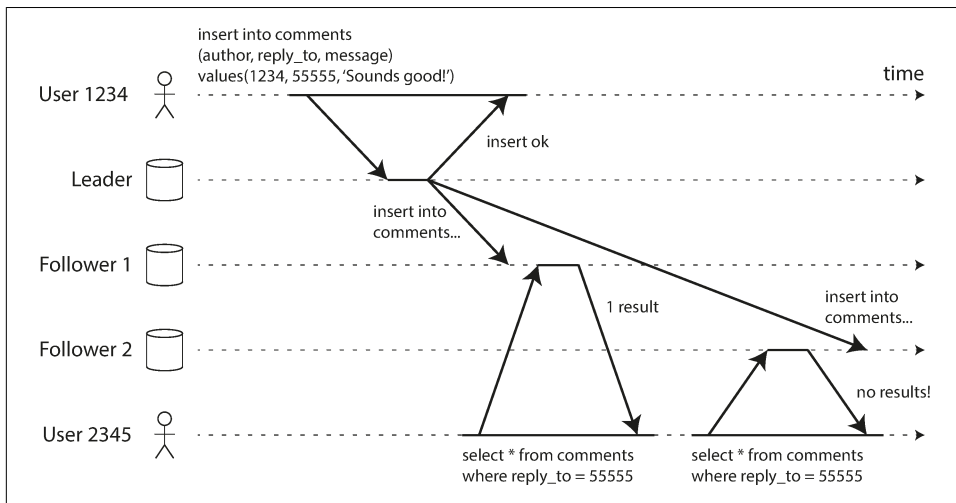 insert into comments
(author, reply_to, message)
values(1234, 55555, ‘Sounds good!’)
time
User 1234
insert ok
Leader
insert into
comments...
Follower 1
1 result
insert into
comments...
Follower 2
no results!
User 2345
select * from comments
where reply_to = 55555
select * from comments
where reply_to = 55555